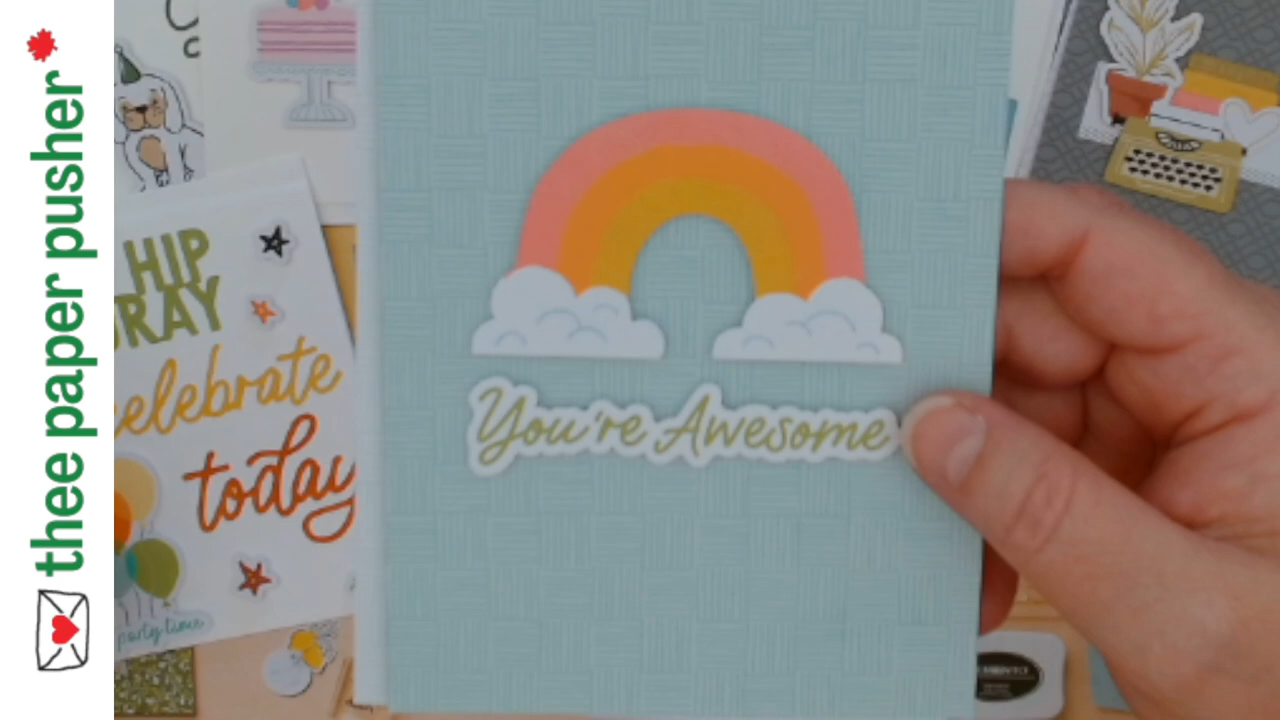 thee paper pusher
HIP
RAY
celebrate
today
party time
You're Awesome